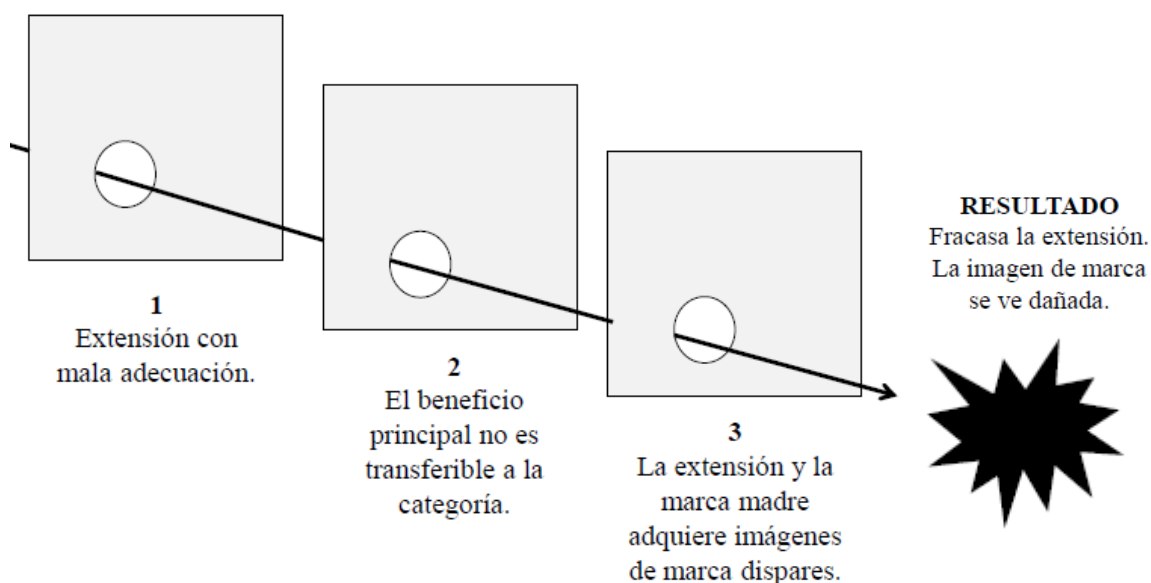 1
Extensión con
mala adecuación.
2
El beneficio
principal no es
transferible a la
categoría.
3
La extensión y la
marca madre
adquiere imágenes
de marca dispares.
RESULTADO
Fracasa la extensión.
La imagen de marca
se ve dañada.